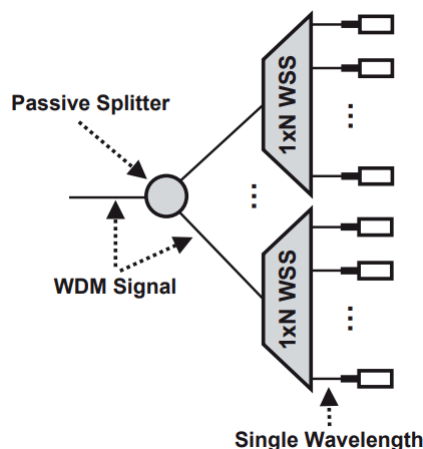 1xN WSS
Passive Splitter
WDM Signal
1xN WSS
Single Wavelength